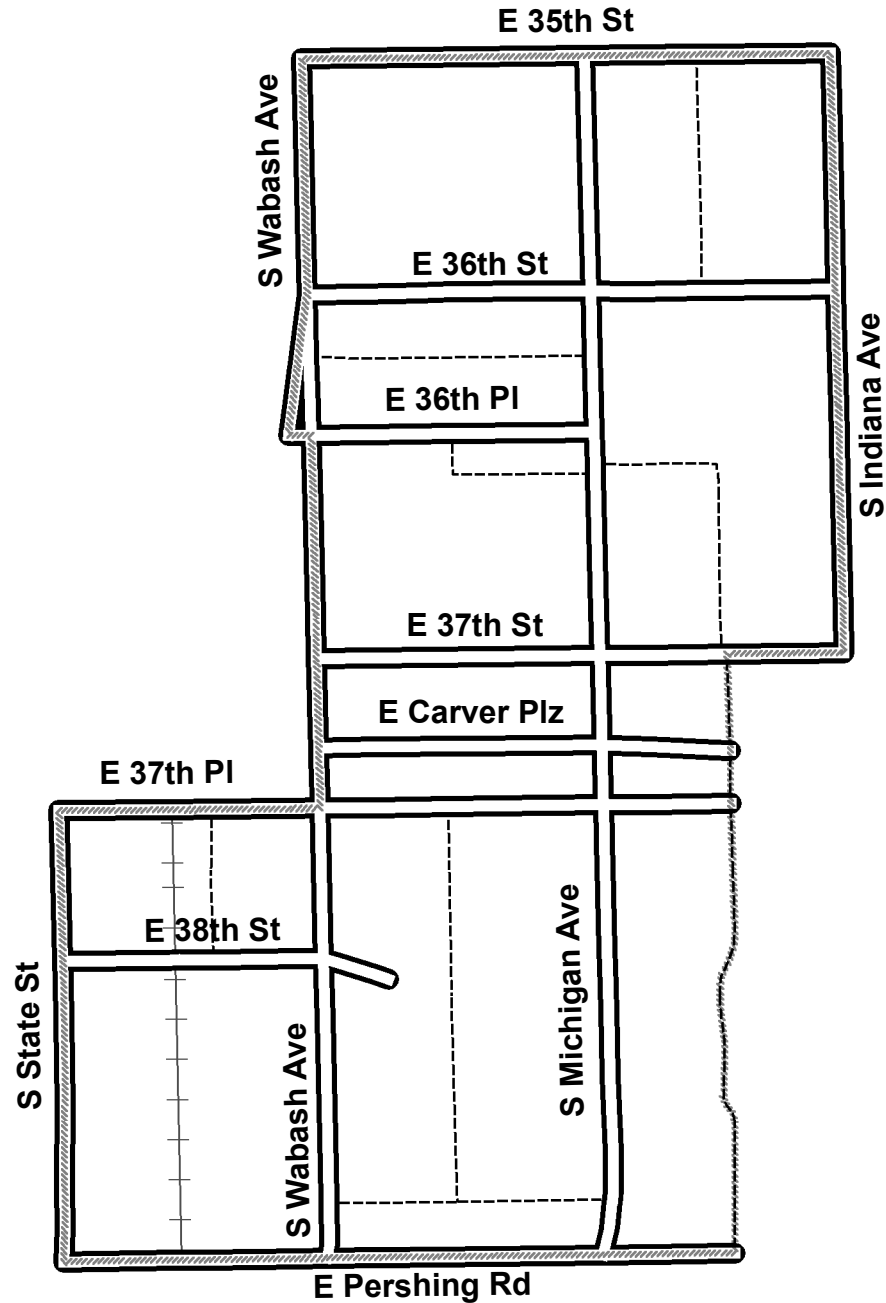 E 35th St
S Wabash Ave
E 36th St
S Indiana Ave
E 36th Pl
E 37th St
E Carver Plz
E 37th Pl
E 38th St
S State St
S Michigan Ave
S Wabash Ave
E Pershing Rd